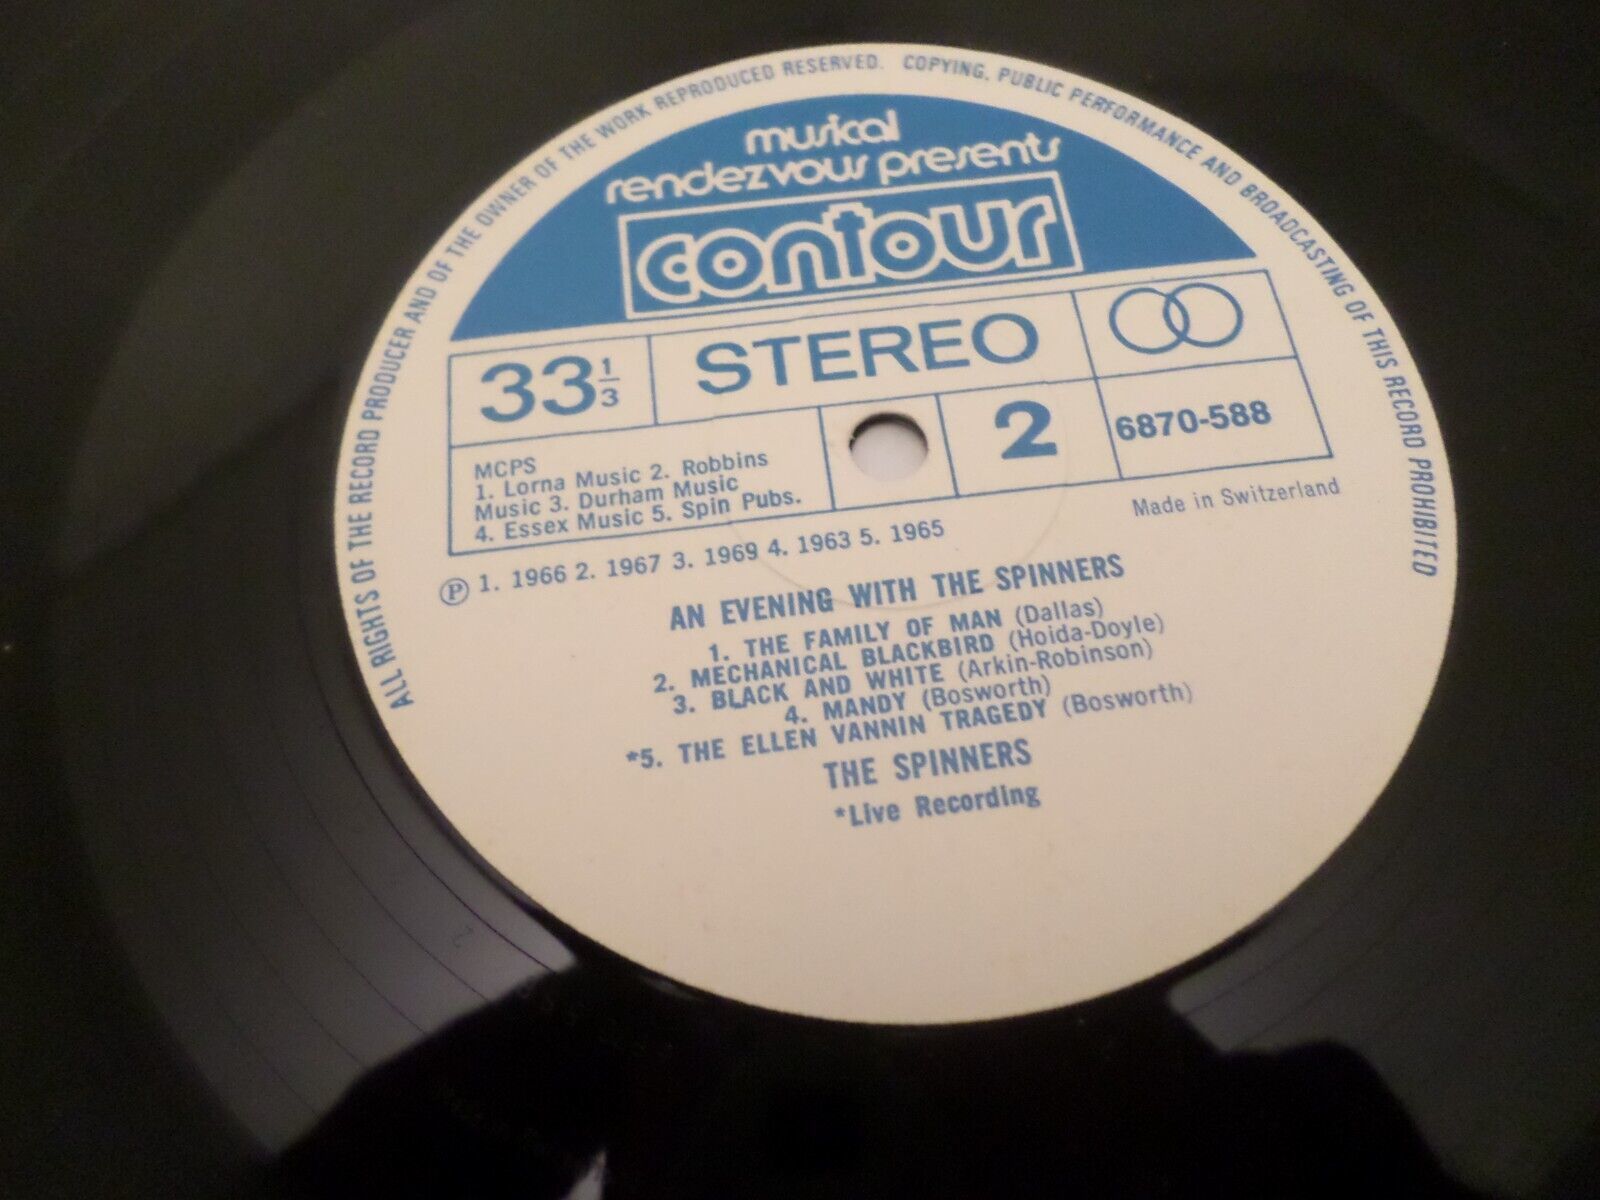 ALL RIGHTS OF THE RECORD PRODUCER AND OF THE OWNER OF THE WORK REPRODUCED RESERVED. COPYING, PUBLIC PERFORMANCE AND BROADCASTING OF THIS RECORD PROHIBITED
musical
rendezvous presents
contour
33 1/3
STEREO
MCPS
1. Lorna Music 2. Robbins
Music 3. Durham Music
4. Essex Music 5. Spin Pubs.
2
6870-588
Made in Switzerland
Ⓟ 1. 1966 2. 1967 3. 1969 4. 1963 5. 1965
AN EVENING WITH THE SPINNERS
1. THE FAMILY OF MAN (Dallas)
2. MECHANICAL BLACKBIRD (Hoida-Doyle)
3. BLACK AND WHITE (Arkin-Robinson)
4. MANDY (Bosworth)
*5. THE ELLEN VANNIN TRAGEDY (Bosworth)
THE SPINNERS
*Live Recording